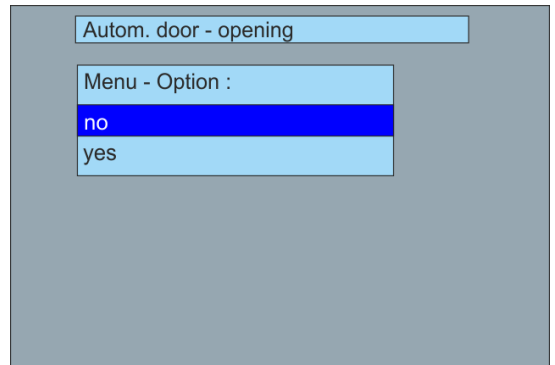 Autom. door - opening
Menu - Option :
no
yes